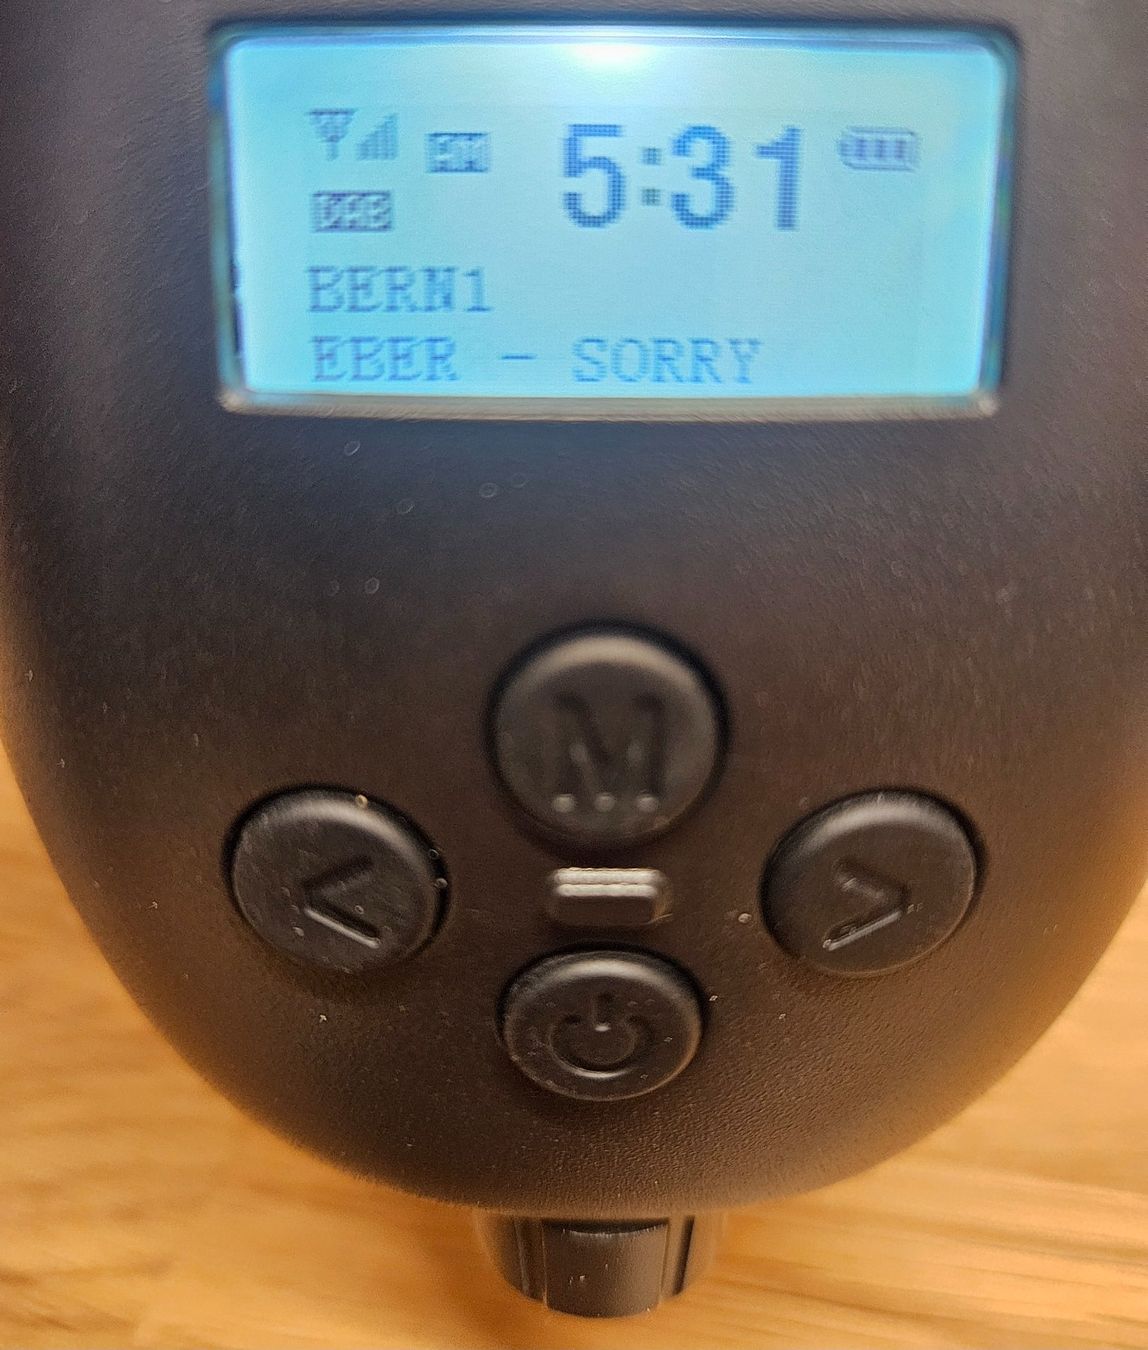 5:31
DAB
BERN1
EBER - SORRY
M
< >